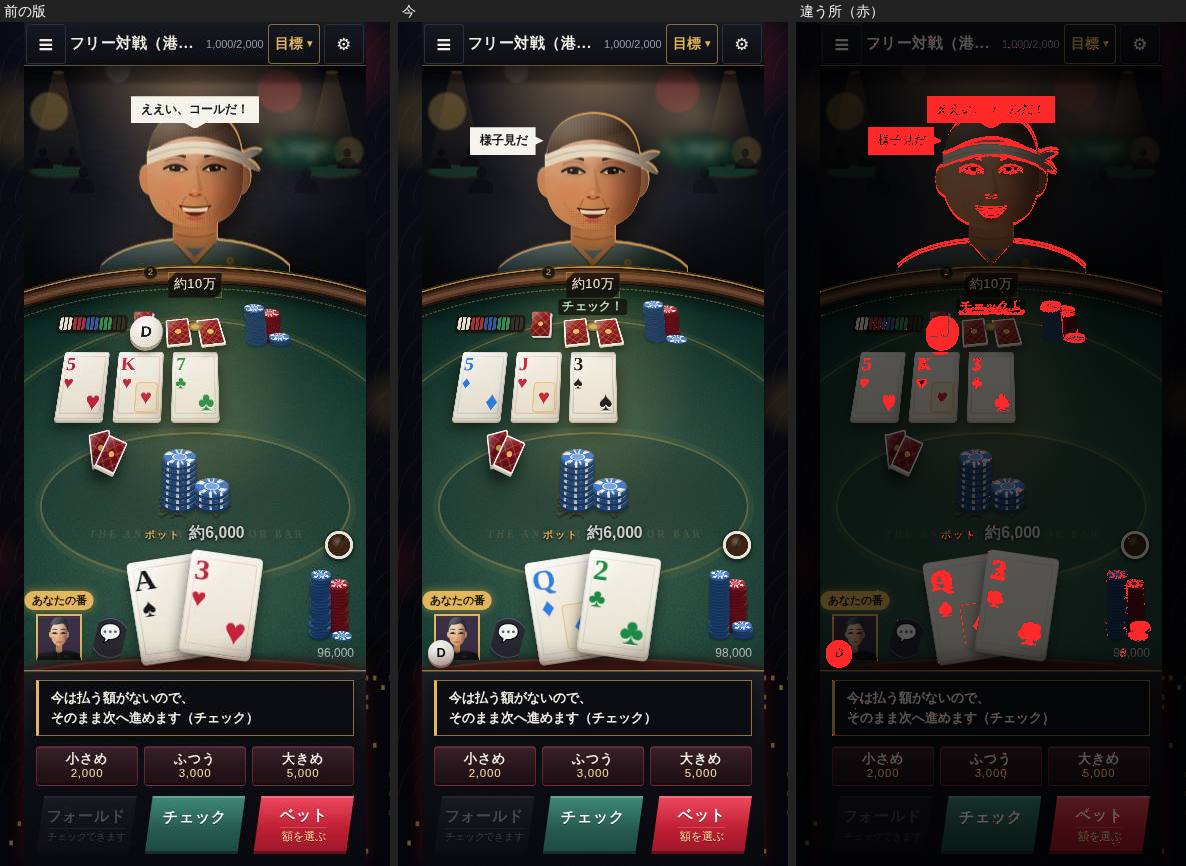 前の版
フリー対戦（港…
1,000/2,000
目標▼
ええい、コールだ！
2
約10万
D
5
K
7
ポット 約6,000
あなたの番
A
3
96,000
今は払う額がないので、
そのまま次へ進めます（チェック）
小さめ
2,000
ふつう
3,000
大きめ
5,000
フォールド
チェックできます
チェック
ベット
額を選ぶ
今
フリー対戦（港…
1,000/2,000
目標▼
様子見だ
2
約10万
チェック！
5
J
3
ポット 約6,000
あなたの番
D
Q
2
98,000
今は払う額がないので、
そのまま次へ進めます（チェック）
小さめ
2,000
ふつう
3,000
大きめ
5,000
フォールド
チェックできます
チェック
ベット
額を選ぶ
違う所（赤）
フリー対戦（港…
1,000/2,000
目標▼
様子見だ
2
約10万
チェック！
5
ポット 約6,000
あなたの番
D
今は払う額がないので、
そのまま次へ進めます（チェック）
小さめ
2,000
ふつう
3,000
大きめ
5,000
フォールド
チェックできます
チェック
ベット
額を選ぶ